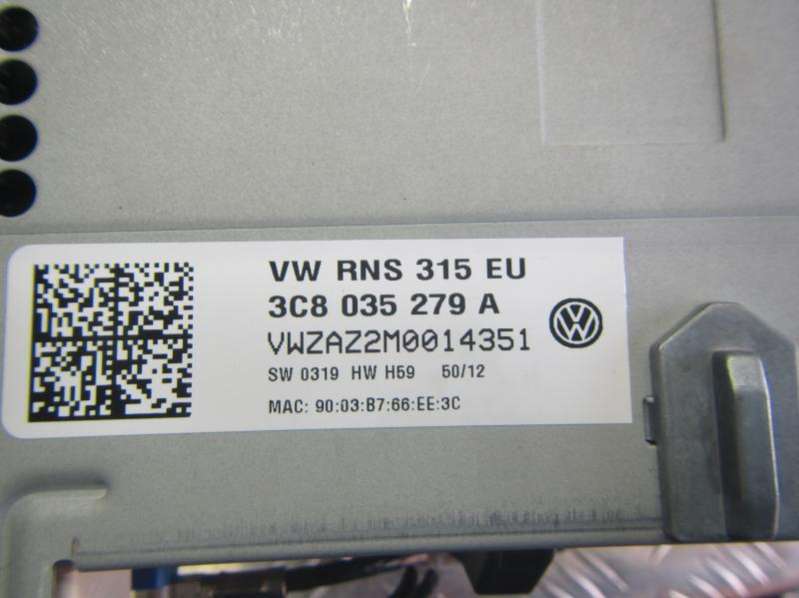 VW RNS 315 EU
3C8 035 279 A
VWZAZ2M0014351
SW 0319 HW H59 50/12
MAC: 90:03:B7:66:EE:3C